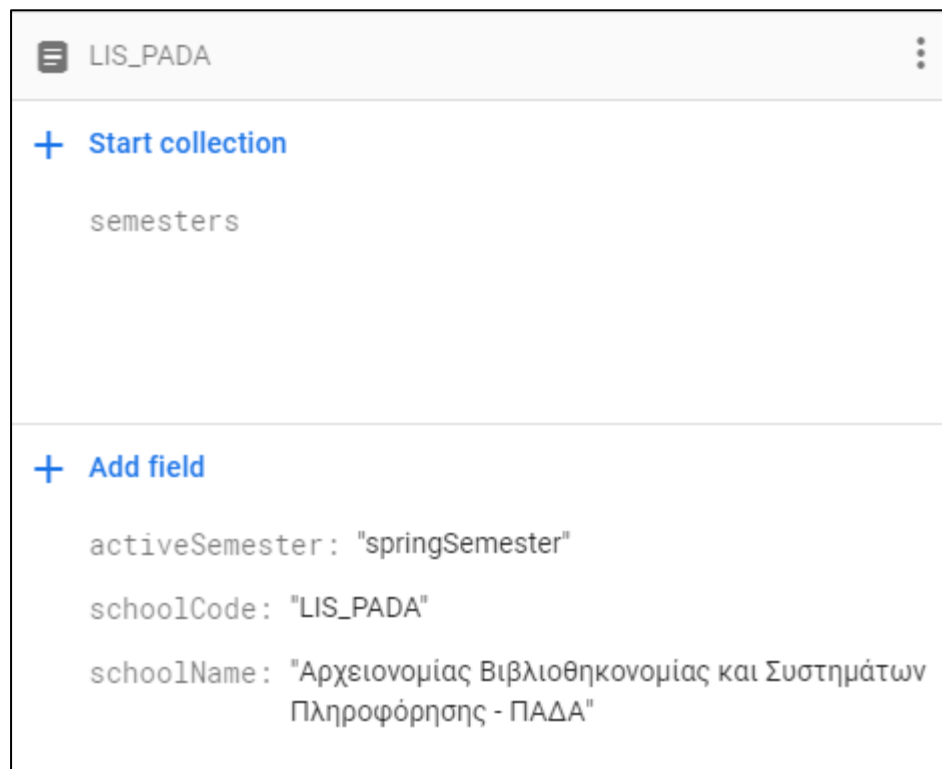 LIS_PADA
+ Start collection
semesters
+ Add field
activeSemester: "springSemester"
schoolCode: "LIS_PADA"
schoolName: "Αρχειονομίας Βιβλιοθηκονομίας και Συστημάτων
Πληροφόρησης - ΠΑΔΑ"